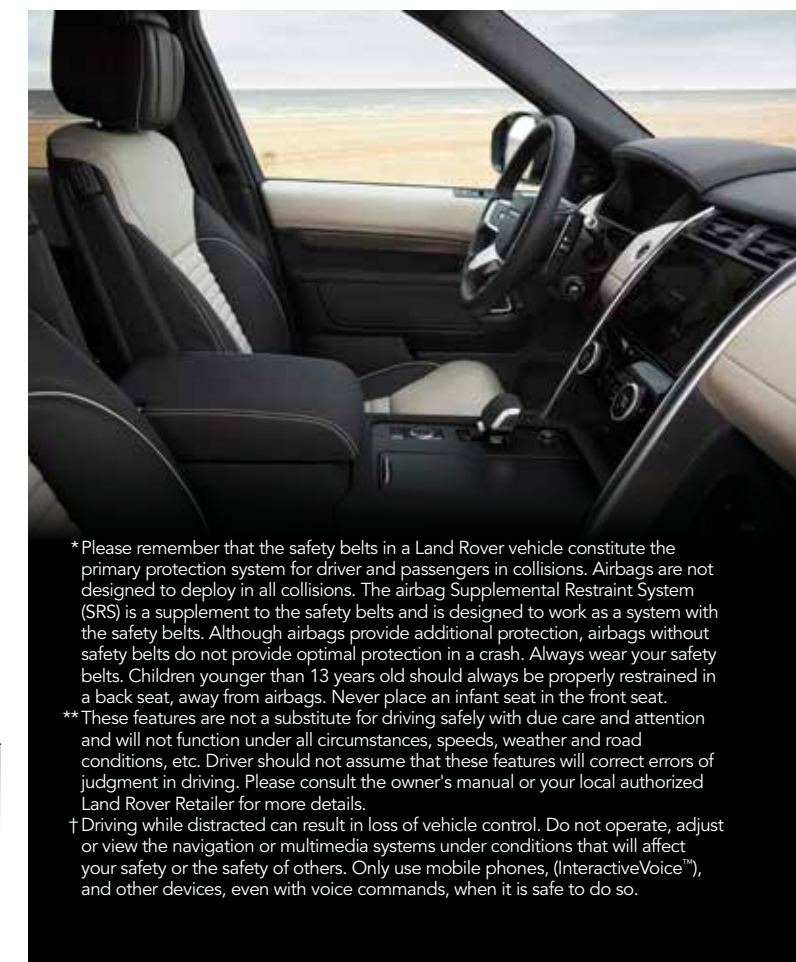 * Please remember that the safety belts in a Land Rover vehicle constitute the
primary protection system for driver and passengers in collisions. Airbags are not
designed to deploy in all collisions. The airbag Supplemental Restraint System
(SRS) is a supplement to the safety belts and is designed to work as a system with
the safety belts. Although airbags provide additional protection, airbags without
safety belts do not provide optimal protection in a crash. Always wear your safety
belts. Children younger than 13 years old should always be properly restrained in
a back seat, away from airbags. Never place an infant seat in the front seat.
** These features are not a substitute for driving safely with due care and attention
and will not function under all circumstances, speeds, weather and road
conditions, etc. Driver should not assume that these features will correct errors of
judgment in driving. Please consult the owner's manual or your local authorized
Land Rover Retailer for more details.
† Driving while distracted can result in loss of vehicle control. Do not operate, adjust
or view the navigation or multimedia systems under conditions that will affect
your safety or the safety of others. Only use mobile phones, (InteractiveVoice™),
and other devices, even with voice commands, when it is safe to do so.